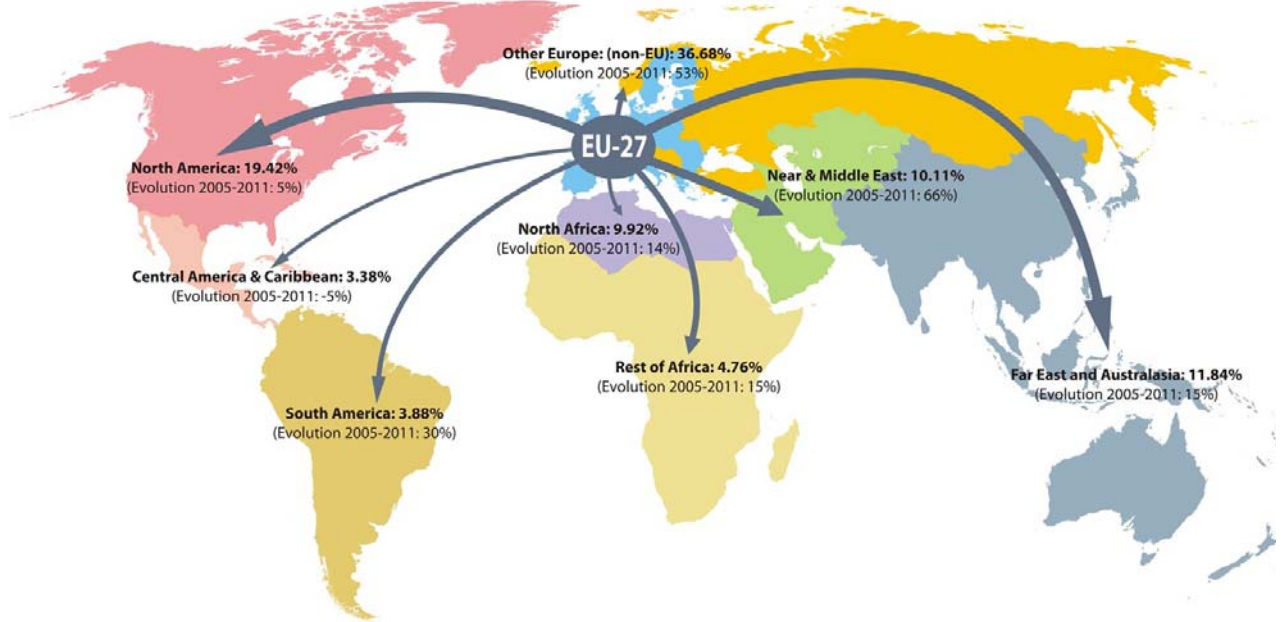 Other Europe: (non-EU): 36.68%
(Evolution 2005-2011: 53%)
EU-27
North America: 19.42%
(Evolution 2005-2011: 5%)
Near & Middle East: 10.11%
(Evolution 2005-2011: 66%)
North Africa: 9.92%
(Evolution 2005-2011: 14%)
Central America & Caribbean: 3.38%
(Evolution 2005-2011: -5%)
Rest of Africa: 4.76%
(Evolution 2005-2011: 15%)
Far East and Australasia: 11.84%
(Evolution 2005-2011: 15%)
South America: 3.88%
(Evolution 2005-2011: 30%)